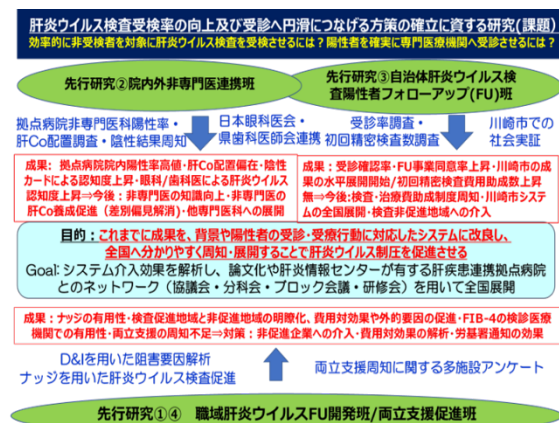 肝炎ウイルス検査受検率の向上及び受診へ円滑につなげる方策の確立に資する研究(課題)
効率的に非受検者を対象に肝炎ウイルス検査を受検させるには？陽性者を確実に専門医療機関へ受診させるには？
先行研究②院内外非専門医連携班
先行研究③自治体肝炎ウイルス検
査陽性者フォローアップ(FU)班
拠点病院非専門医科陽性率・
肝Co配置調査・陰性結果周知
日本眼科医会・
県歯科医師会連携
受診率調査・
初回精密検査数調査
川崎市での
社会実証
成果： 拠点病院院内陽性率高値・肝Co配置偏在・陰性
カードによる認知度上昇・眼科/歯科医による肝炎ウイルス
認知度上昇⇒今後：非専門医の知識向上・非専門医の
肝Co養成促進（差別偏見解消）・他専門医科への展開
成果：受診確認率・FU事業同意率上昇・川崎市の成
果の水平展開開始/初回精密検査費用助成数上昇
無⇒今後：検査・治療費助成制度周知・川崎市システ
ムの全国展開・検査非促進地域への介入
目的：これまでに成果を、背景や陽性者の受診・受療行動に対応したシステムに改良し、
全国へ分かりやすく周知・展開することで肝炎ウイルス制圧を促進させる
Goal: システム介入効果を解析し、論文化や肝炎情報センターが有する肝疾患連携拠点病院
とのネットワーク（協議会・分科会・ブロック会議・研修会）を用いて全国展開
成果：ナッジの有用性・検査促進地域と非促進地域の明瞭化、費用対効果や外的要因の促進・FIB-4の検診医療
機関での有用性・両立支援の周知不足⇒対策：非促進企業への介入・費用対効果の解析・労基署通知の効果
D&Iを用いた阻害要因解析
ナッジを用いた肝炎ウイルス検査促進
両立支援周知に関する多施設アンケート
先行研究①④ 職域肝炎ウイルスFU開発班/両立支援促進班